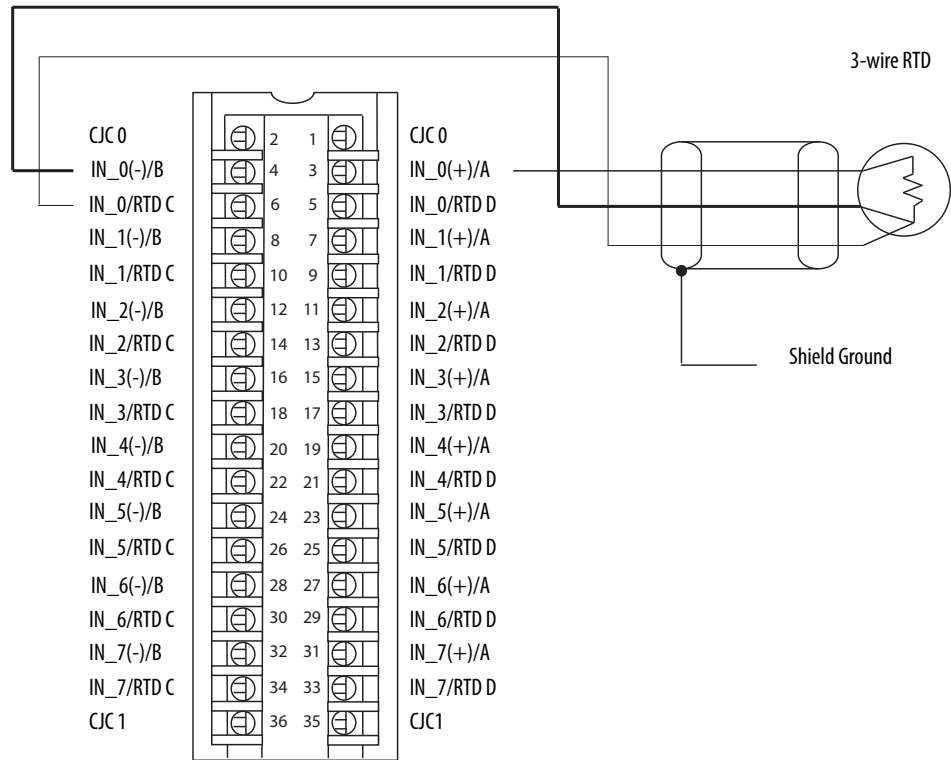 3-wire RTD
CJC 0 2 1 CJC 0
IN_0(-)/B 4 3 IN_0(+)/A
IN_0/RTD C 6 5 IN_0/RTD D
IN_1(-)/B 8 7 IN_1(+)/A
IN_1/RTD C 10 9 IN_1/RTD D
IN_2(-)/B 12 11 IN_2(+)/A
IN_2/RTD C 14 13 IN_2/RTD D
Shield Ground
IN_3(-)/B 16 15 IN_3(+)/A
IN_3/RTD C 18 17 IN_3/RTD D
IN_4(-)/B 20 19 IN_4(+)/A
IN_4/RTD C 22 21 IN_4/RTD D
IN_5(-)/B 24 23 IN_5(+)/A
IN_5/RTD C 26 25 IN_5/RTD D
IN_6(-)/B 28 27 IN_6(+)/A
IN_6/RTD C 30 29 IN_6/RTD D
IN_7(-)/B 32 31 IN_7(+)/A
IN_7/RTD C 34 33 IN_7/RTD D
CJC 1 36 35 CJC1